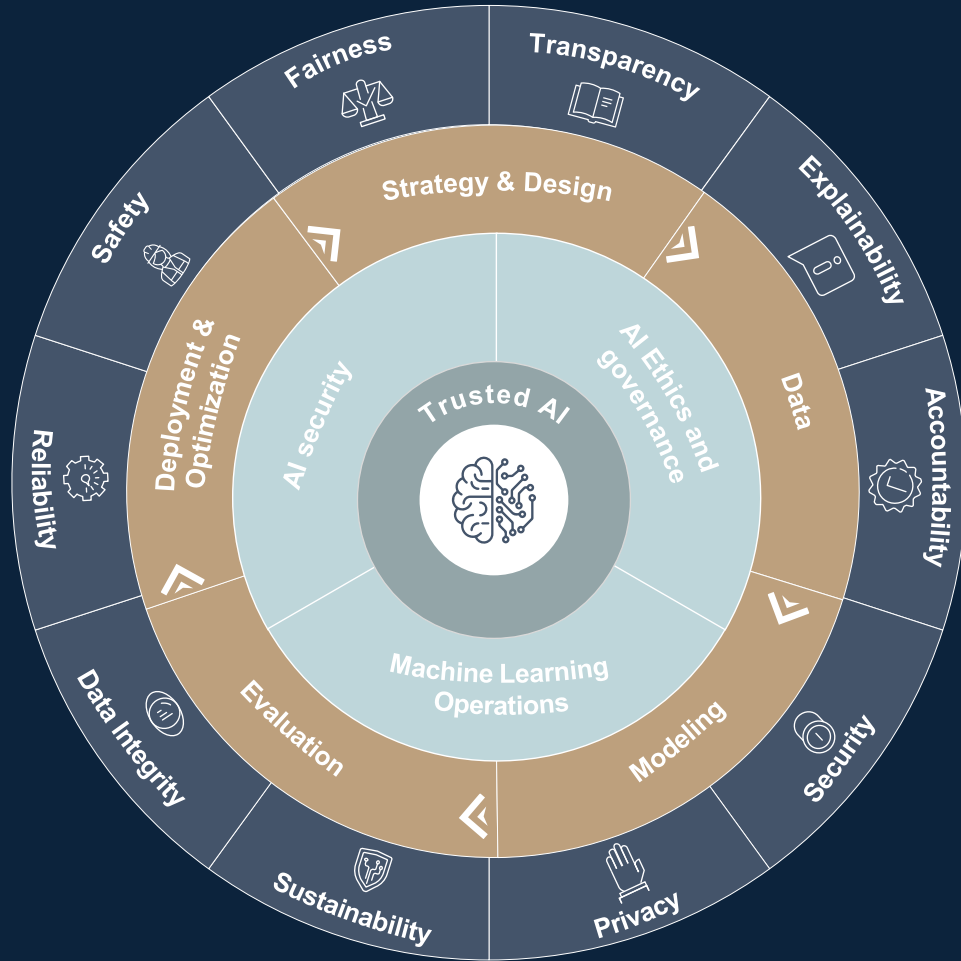 Fairness
Transparency
Explainability
Accountability
Security
Privacy
Sustainability
Data Integrity
Reliability
Safety
Strategy & Design
Data
Modeling
Evaluation
Deployment &
Optimization
AI security
AI Ethics and
governance
Machine Learning
Operations
Trusted AI